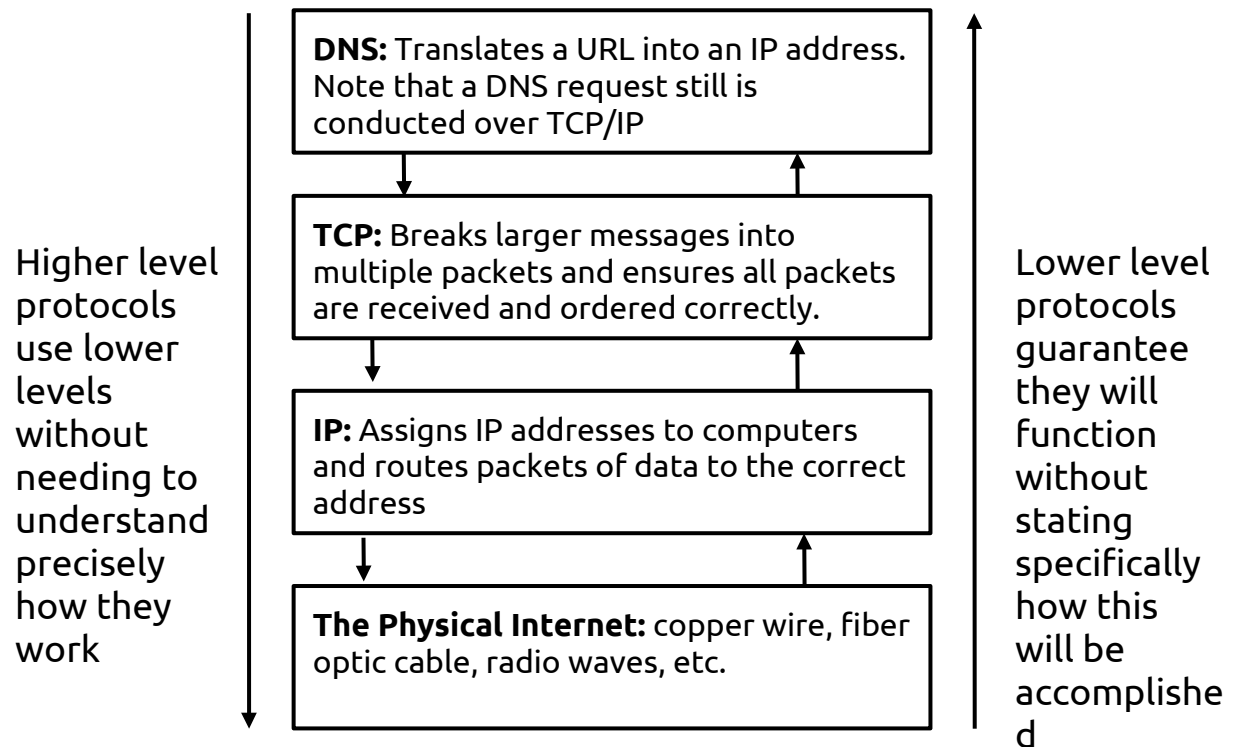 DNS: Translates a URL into an IP address.
Note that a DNS request still is
conducted over TCP/IP
TCP: Breaks larger messages into
multiple packets and ensures all packets
are received and ordered correctly.
IP: Assigns IP addresses to computers
and routes packets of data to the correct
address
The Physical Internet: copper wire, fiber
optic cable, radio waves, etc.
Higher level
protocols
use lower
levels
without
needing to
understand
precisely
how they
work
Lower level
protocols
guarantee
they will
function
without
stating
specifically
how this
will be
accomplishe
d